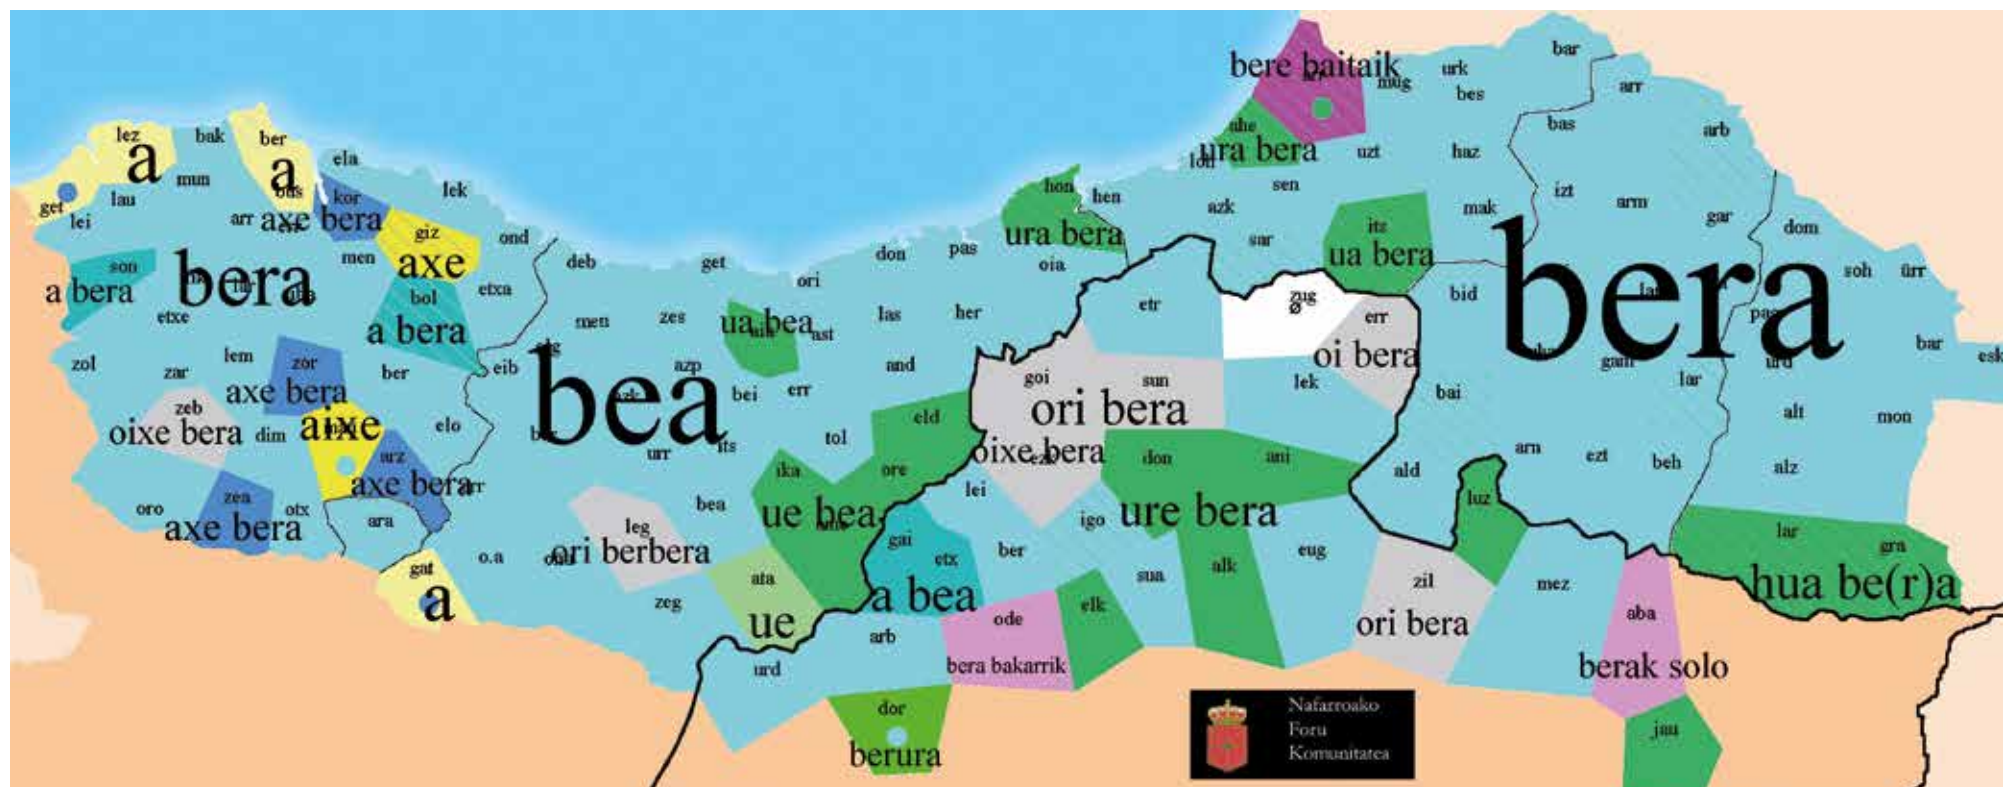 bar
bere baitaik
urk
mug
bes
arr
lez
bak
ber
ahe
bas
arb
a
a
ela
ura bera
uzt
haz
mun
lek
hon
hen
sen
izt
get
lau
kor
azk
its
mak
arm
gar
lei
arr
axe bera
giz
ond
ura bera
sar
ua bera
dom
men
axe
deb
get
don
pas
oia
soh
ürr
son
a bera
bera
bol
etxa
ori
etr
zug
ø
bid
bera
etxe
a bera
men
zes
ua bea
ast
las
her
err
oi bera
pas
bar
esk
zol
zar
lem
zor
ber
eib
bea
azp
and
goi
sun
lek
bai
gam
lar
axe bera
bei
err
ori bera
zeb
oixe bera
dim
aixe
elo
urr
its
tol
eld
oixe bera
alt
mon
arz
axe bera
ika
ore
don
ani
ald
arn
ezt
beh
alz
oro
zea
axe bera
otx
ara
leg
bea
ue bea
lei
igo
ure bera
luz
lar
gra
ori berbera
gai
etx
ber
eug
hua be(r)a
gat
a
o.a
zeg
ata
ue
a bea
sua
alk
zil
ori bera
mez
aba
berak solo
urd
arb
ode
bera bakarrik
elk
dor
berura
jau
Nafarroako
Foru
Komunitatea